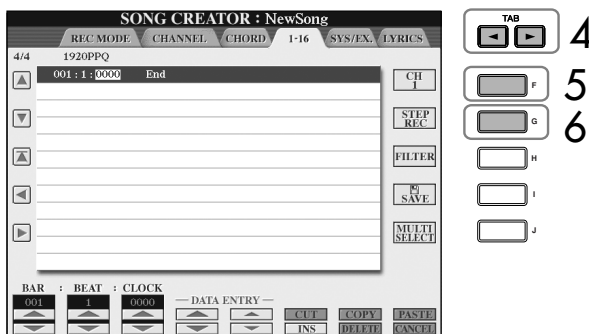 SONG CREATOR : NewSong
REC MODE CHANNEL CHORD 1-16 SYS/EX. LYRICS
4/4 1920PPQ
001 : 1 : 0000 End
CH
1
STEP
REC
FILTER
SAVE
MULTI
SELECT
BAR : BEAT : CLOCK
001 1 0000 DATA ENTRY
CUT COPY PASTE
INS DELETE CANCEL
TAB
4
F 5
G 6
H
I
J